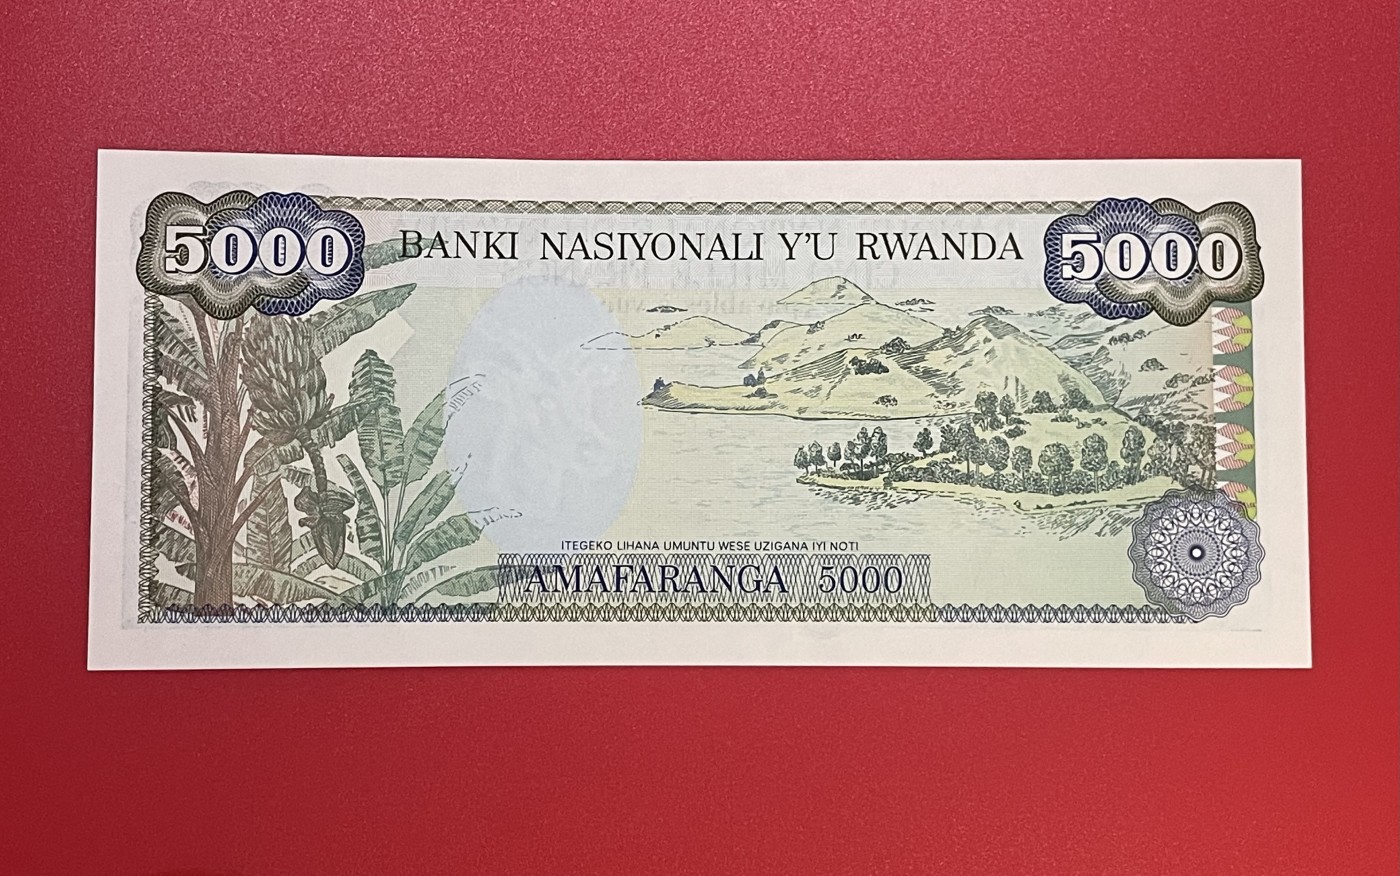 5000
BANKI NASIYONALI Y'U RWANDA
5000
ITEGEKO LIHANA UMUNTU WESE UZIGANA IYI NOTI
AMAFARANGA 5000